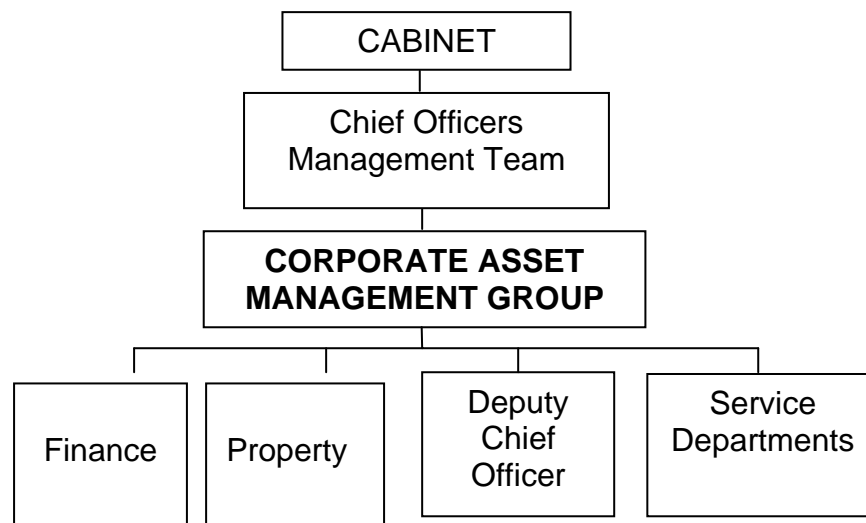 CABINET
Chief Officers
Management Team
CORPORATE ASSET
MANAGEMENT GROUP
Finance
Property
Deputy
Chief
Officer
Service
Departments